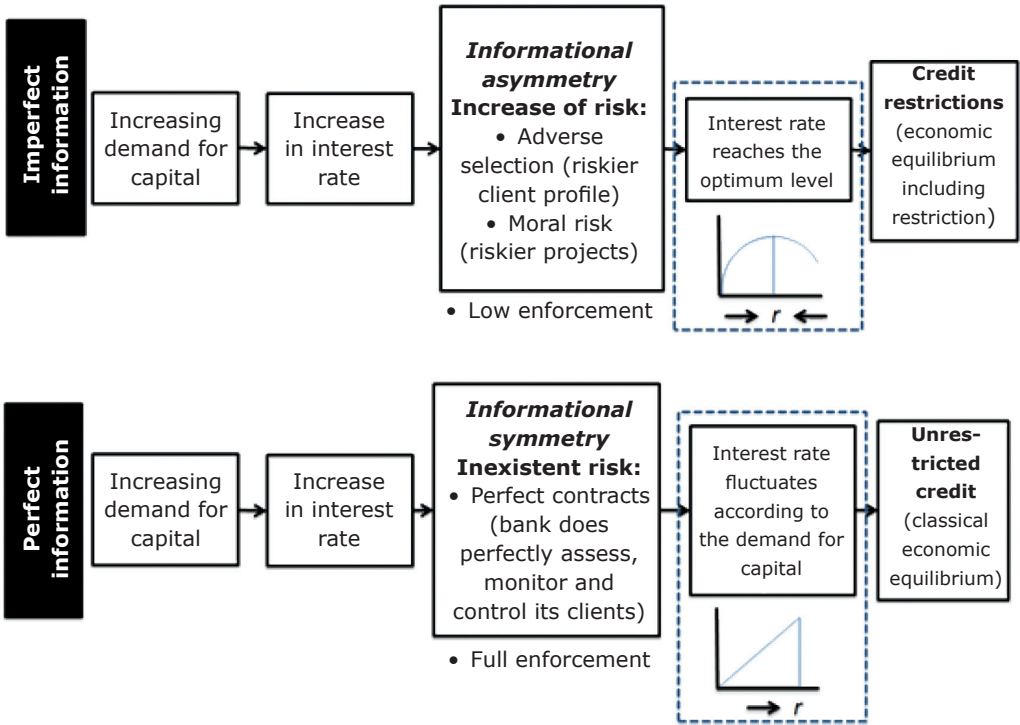 Imperfect
information
Increasing
demand for
capital
Increase
in interest
rate
Informational
asymmetry
Increase of risk:
• Adverse
selection (riskier
client profile)
• Moral risk
(riskier projects)
• Low enforcement
Interest rate
reaches the
optimum level
r
Credit
restrictions
(economic
equilibrium
including
restriction)
Perfect
information
Increasing
demand for
capital
Increase
in interest
rate
Informational
symmetry
Inexistent risk:
• Perfect contracts
(bank does
perfectly assess,
monitor and
control its clients)
• Full enforcement
Interest rate
fluctuates
according to
the demand for
capital
r
Unres-
tricted
credit
(classical
economic
equilibrium)